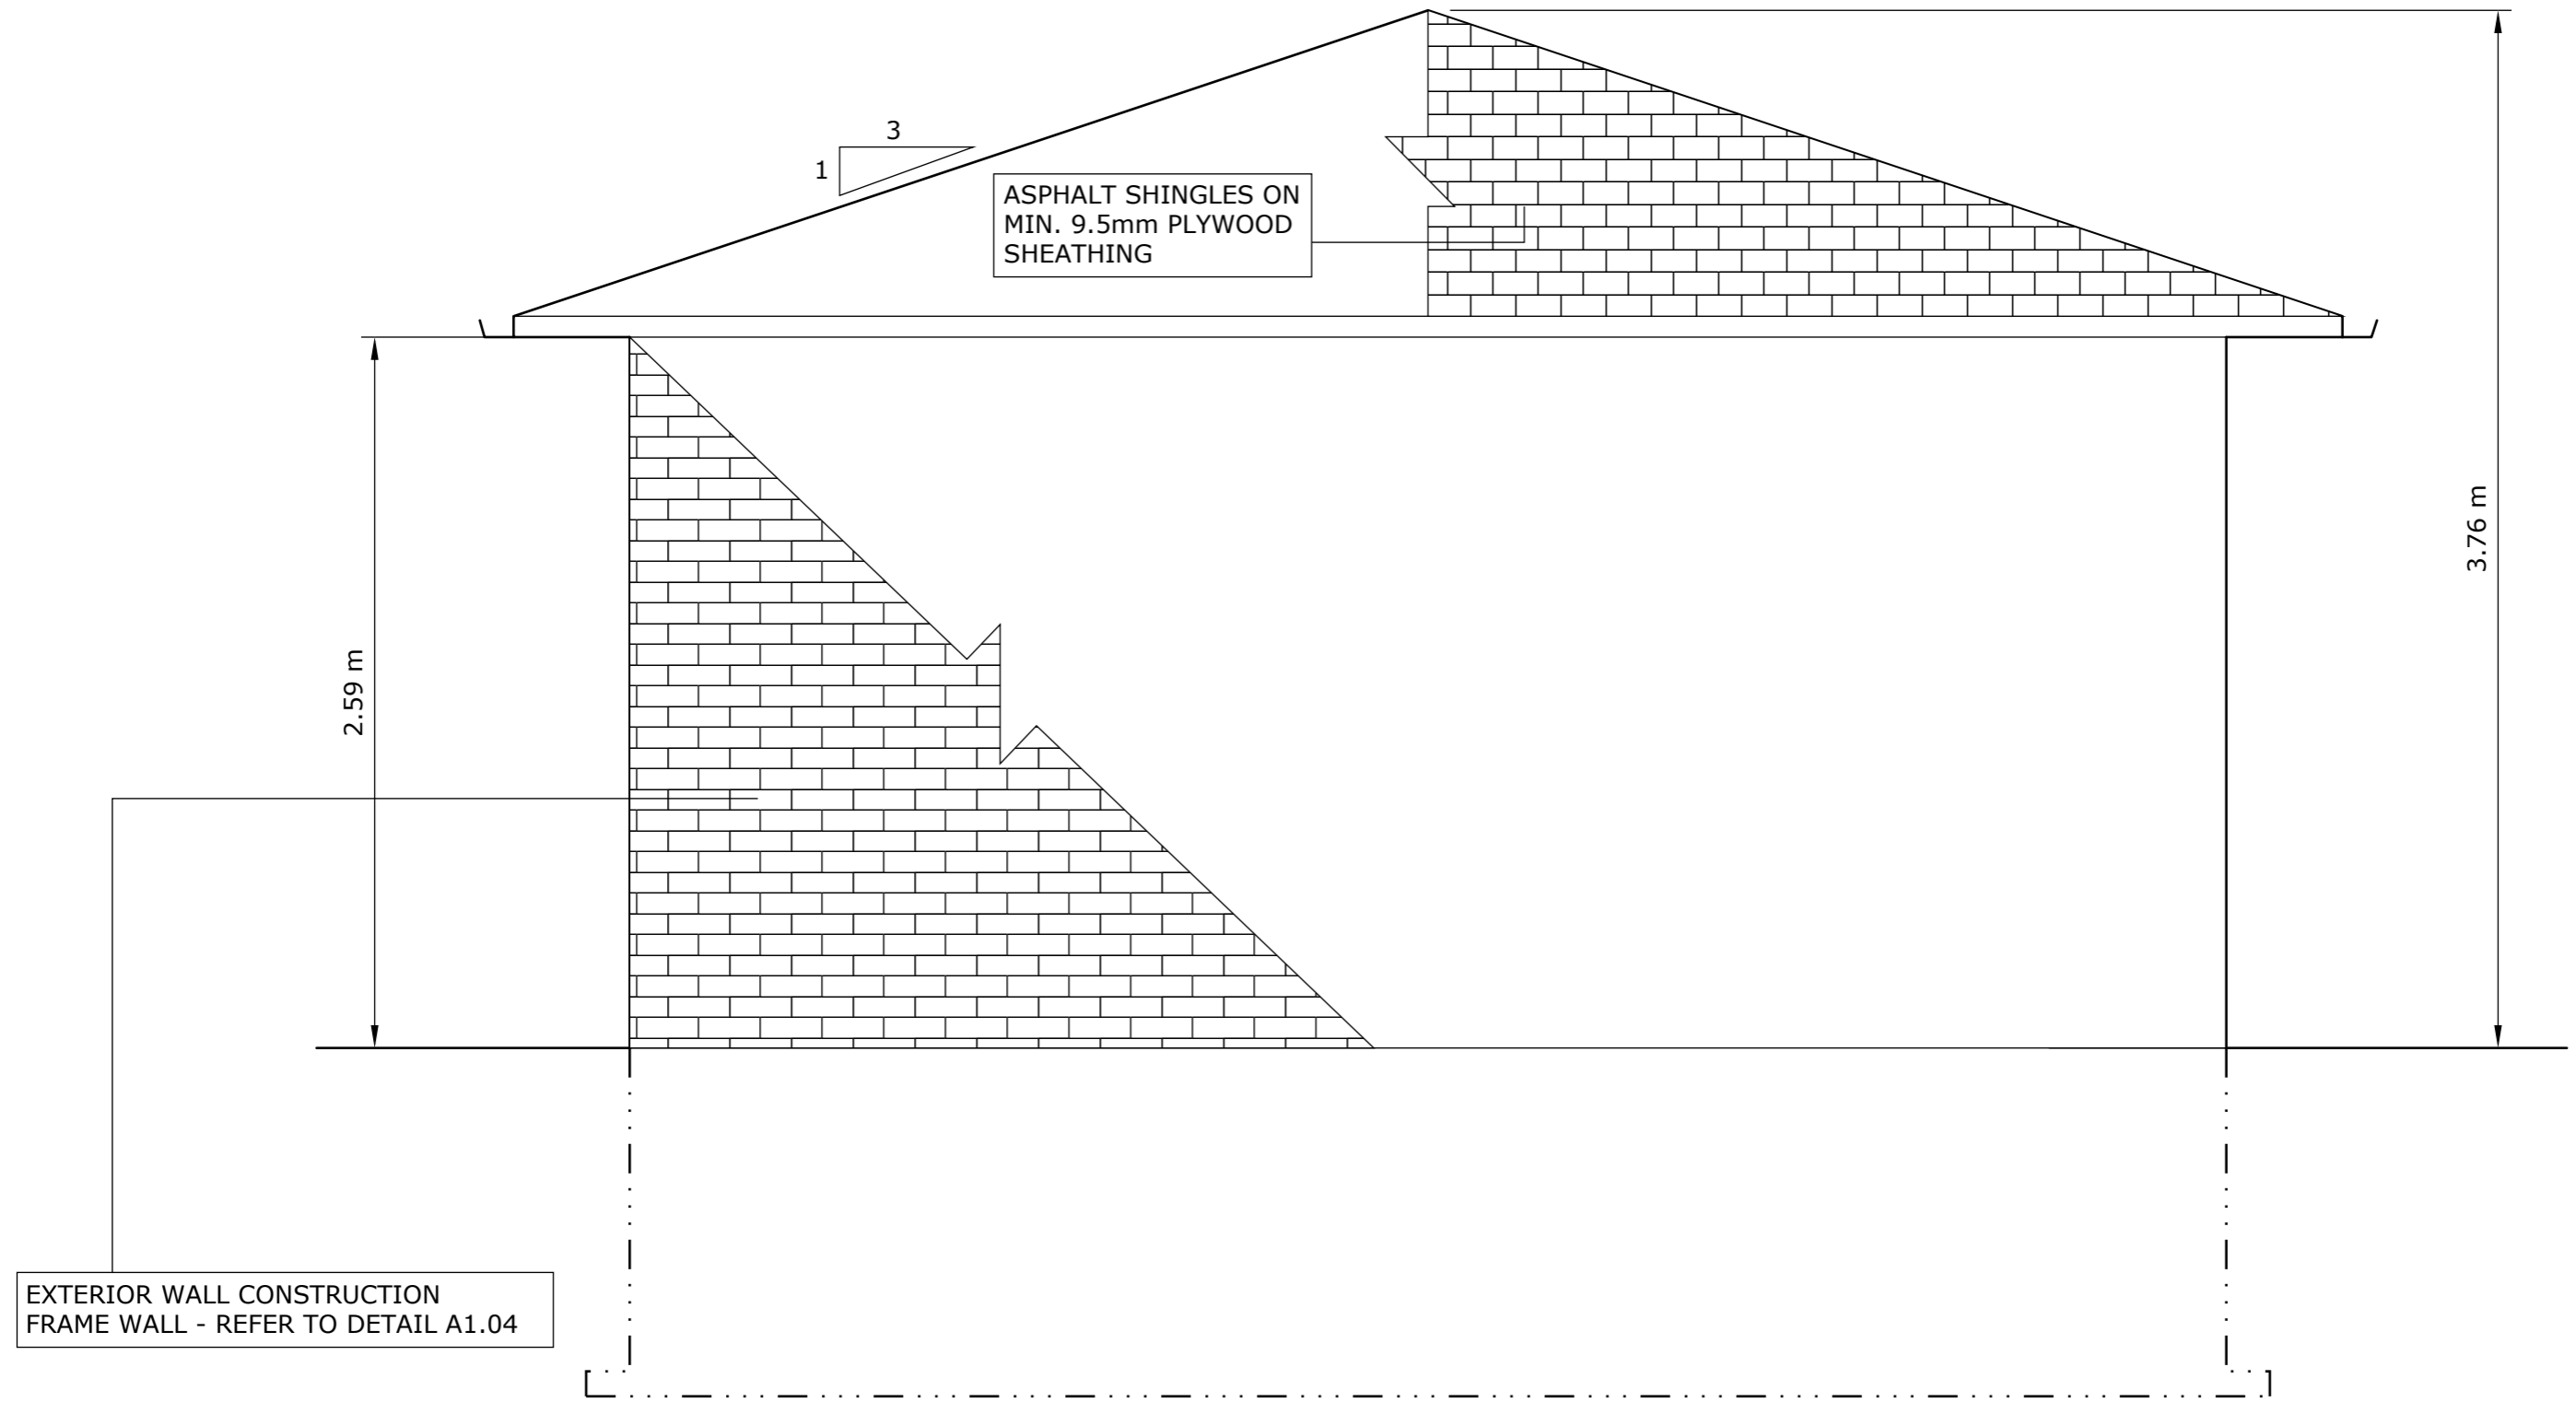 3
1
ASPHALT SHINGLES ON
MIN. 9.5mm PLYWOOD
SHEATHING
3.76 m
2.59 m
EXTERIOR WALL CONSTRUCTION
FRAME WALL - REFER TO DETAIL A1.04